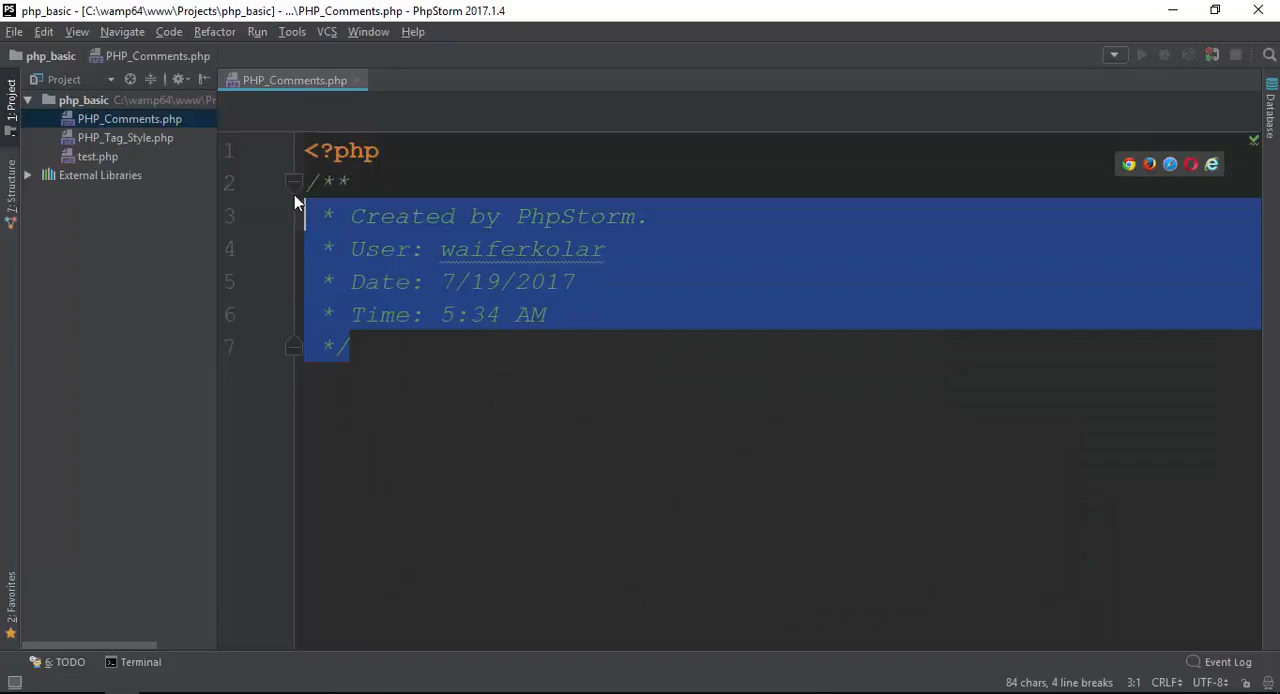 php_basic - [C:\wamp64\www\Projects\php_basic] - ...\PHP_Comments.php - PhpStorm 2017.1.4
File Edit View Navigate Code Refactor Run Tools VCS Window Help
php_basic PHP_Comments.php
1: Project
7: Structure
2: Favorites
Project
php_basic C:\wamp64\www\Pr
PHP_Comments.php
PHP_Tag_Style.php
test.php
External Libraries
PHP_Comments.php
1 <?php
2 /**
3 * Created by PhpStorm.
4 * User: waiferkolar
5 * Date: 7/19/2017
6 * Time: 5:34 AM
7 */
Database
6: TODO Terminal Event Log
84 chars, 4 line breaks 3:1 CRLF UTF-8